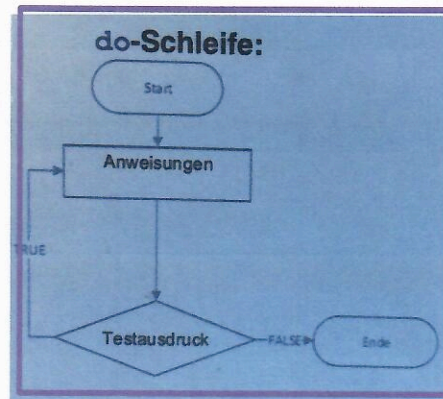 do-Schleife:
Start
Anweisungen
TRUE
Testausdruck
FALSE
Ende